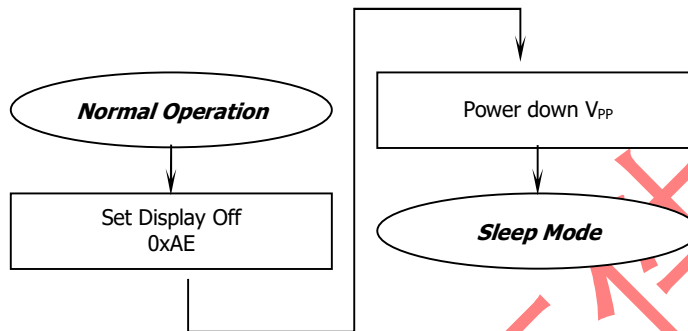 Normal Operation
Set Display Off
0xAE
Power down VPP
Sleep Mode